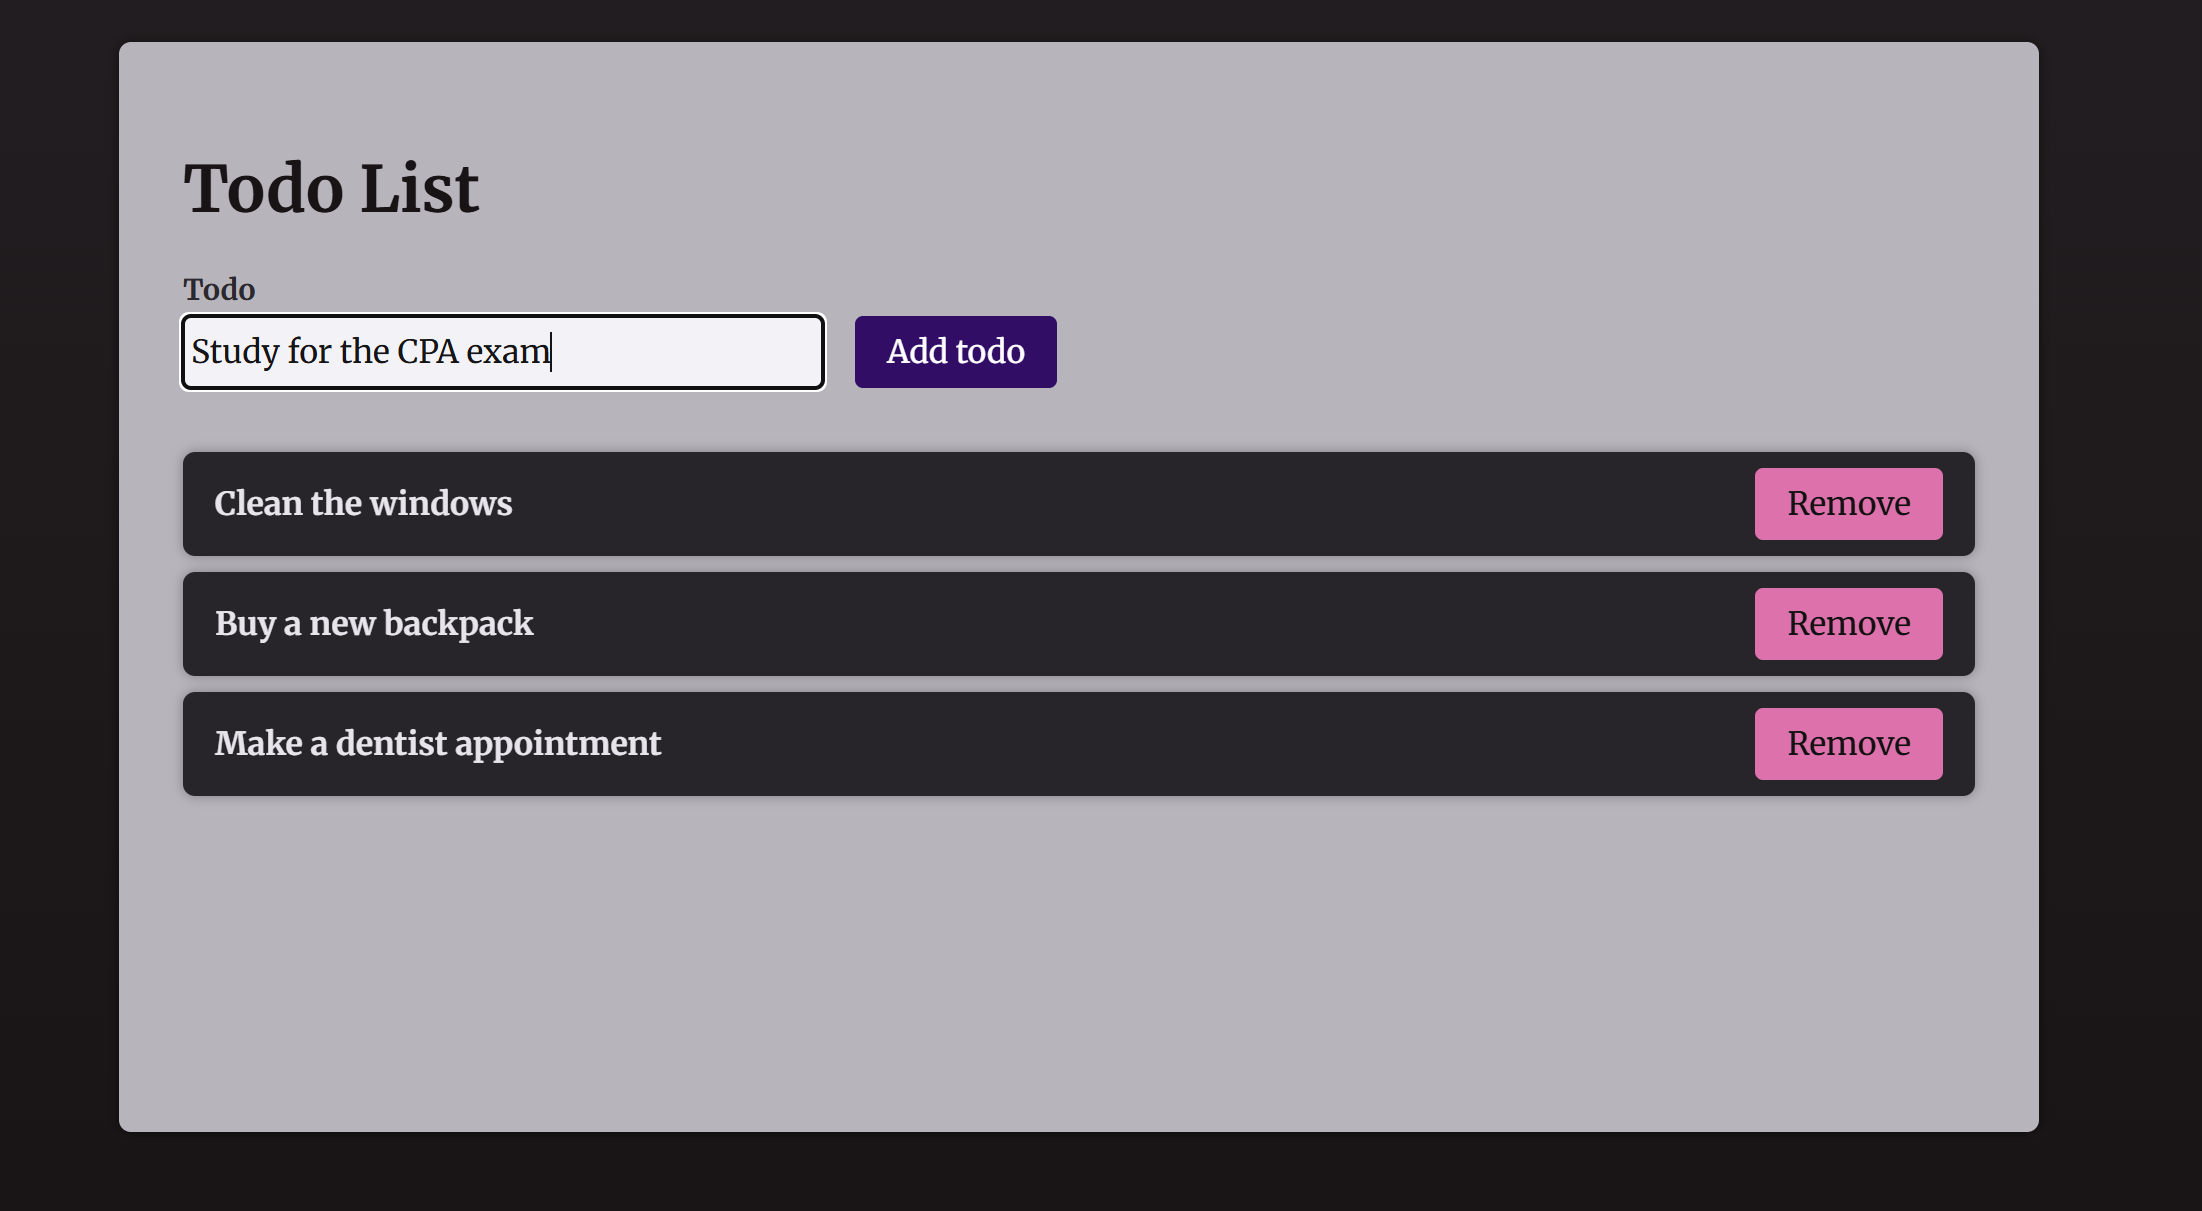 Todo List
Todo
Study for the CPA exam
Add todo
Clean the windows
Remove
Buy a new backpack
Remove
Make a dentist appointment
Remove